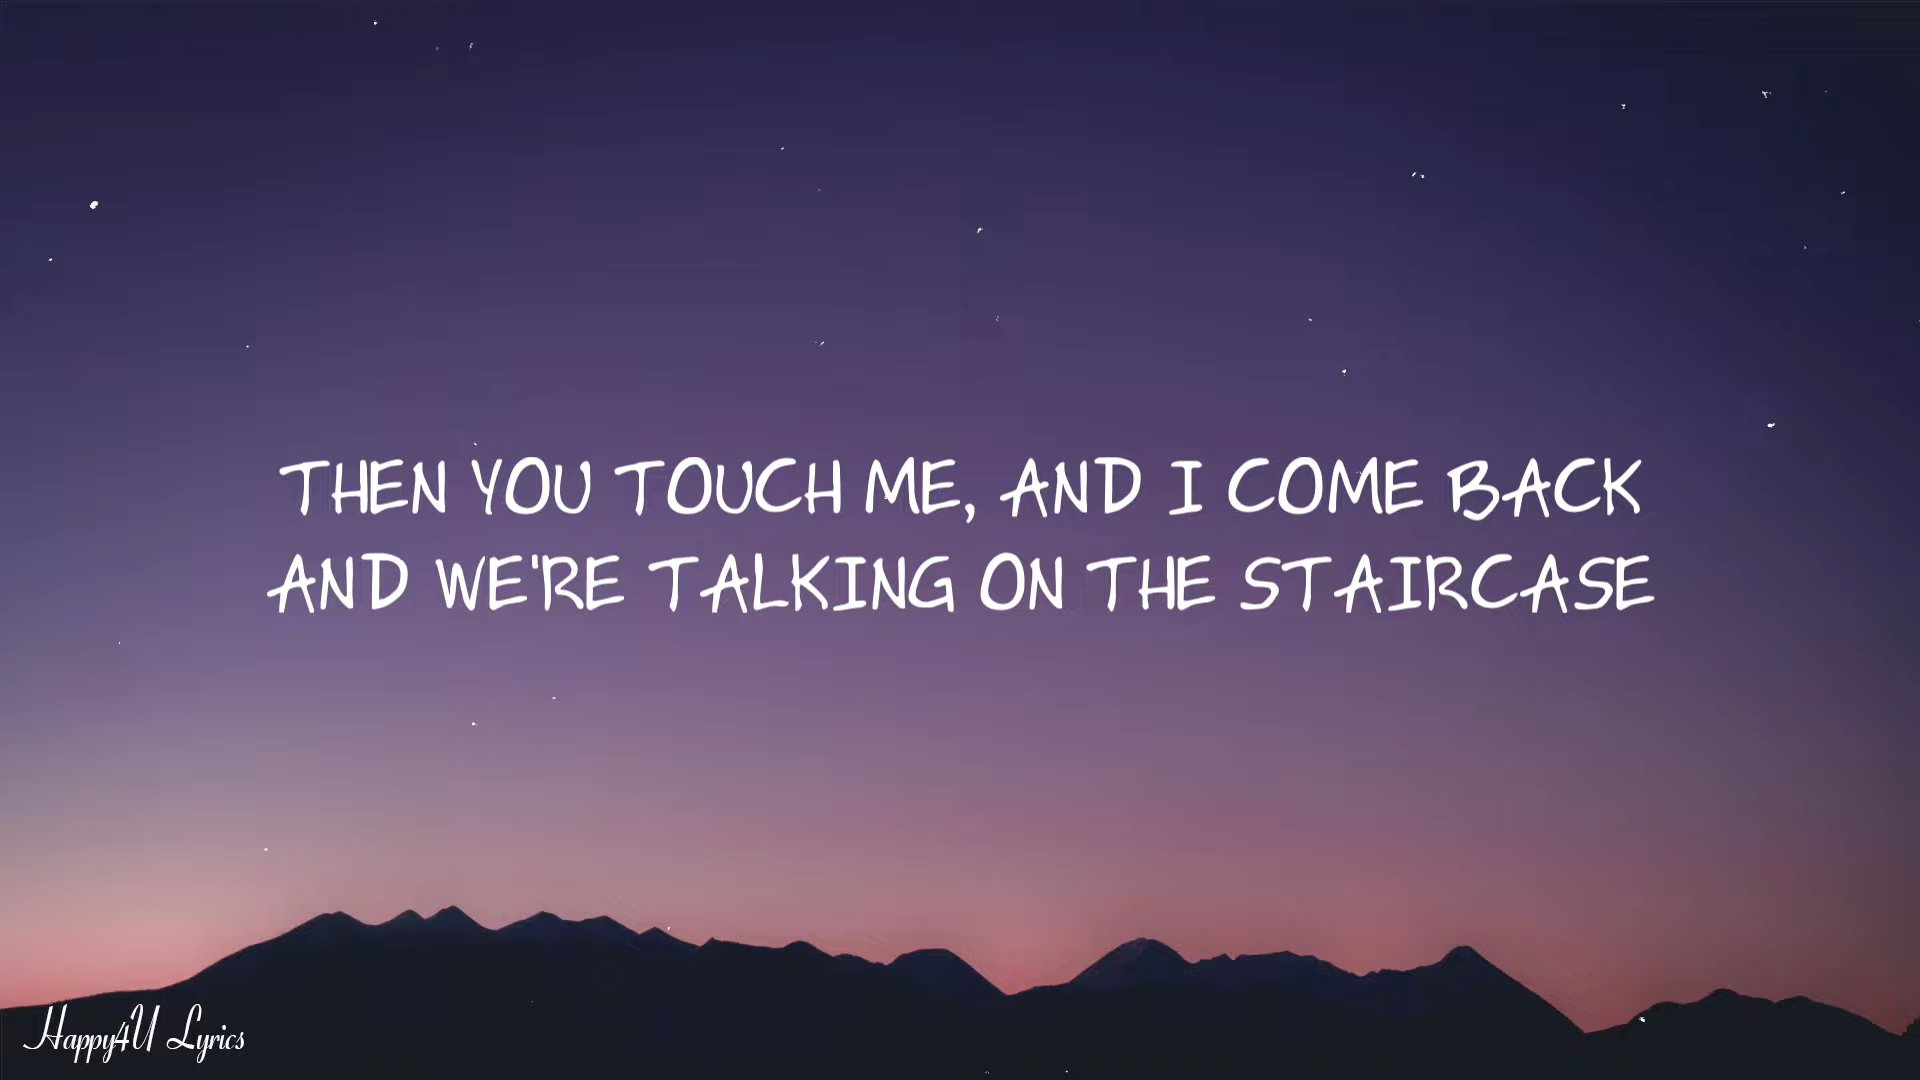 THEN YOU TOUCH ME, AND I COME BACK
AND WE'RE TALKING ON THE STAIRCASE
Happy4U Lyrics